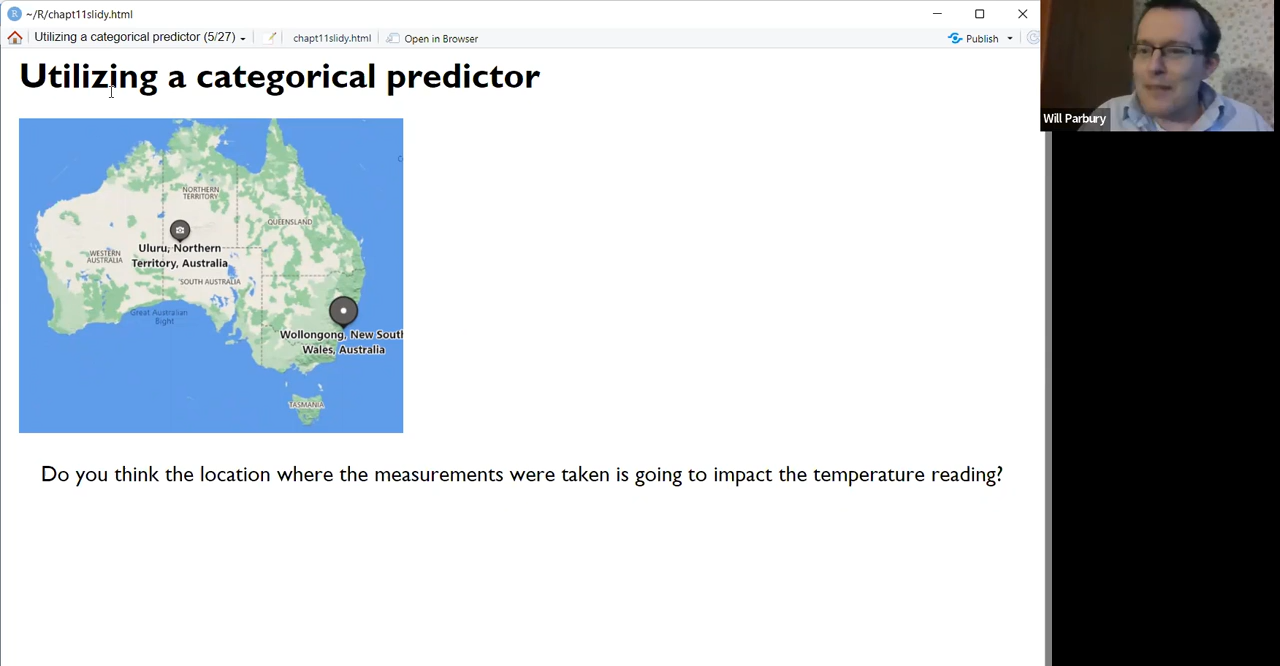 ~/R/chapt11slidy.html
Utilizing a categorical predictor (5/27)
chapt11slidy.html
Open in Browser
Publish
Will Parbury
Utilizing a categorical predictor
NORTHERN
TERRITORY
QUEENSLAND
Uluru, Northern
Territory, Australia
WESTERN
AUSTRALIA
SOUTH AUSTRALIA
Great Australian
Bight
Wollongong, New South
Wales, Australia
TASMANIA
Do you think the location where the measurements were taken is going to impact the temperature reading?